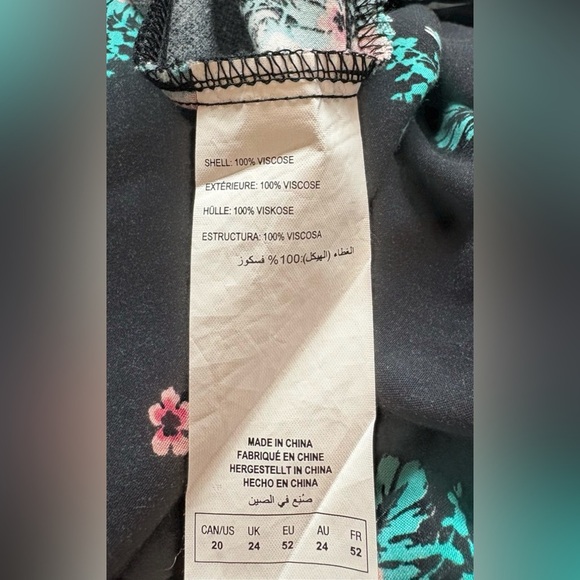 SHELL: 100% VISCOSE
EXTÉRIEURE: 100% VISCOSE
HÜLLE: 100% VISKOSE
ESTRUCTURA: 100% VISCOSA
الغطاء (الهيكل):100% فسكوز
MADE IN CHINA
FABRIQUÉ EN CHINE
HERGESTELLT IN CHINA
HECHO EN CHINA
صُنِع في الصين
CAN/US UK EU AU FR
20 24 52 24 52